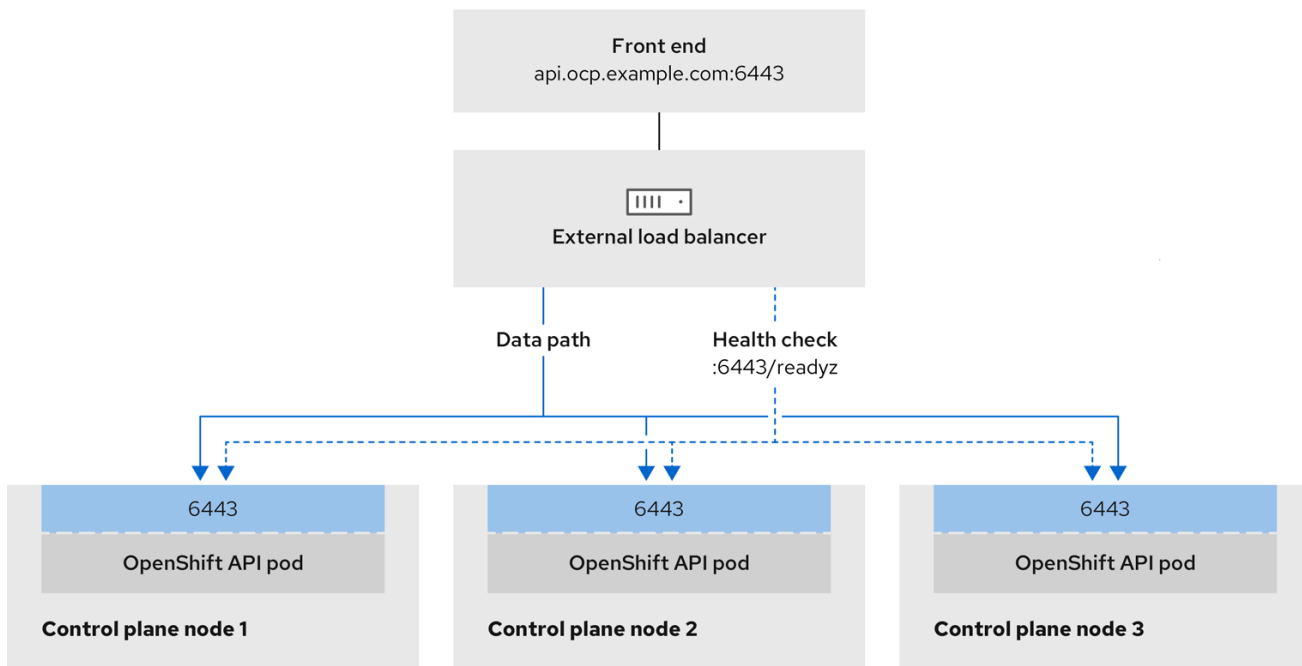 Front end
api.ocp.example.com:6443
External load balancer
Data path
Health check
:6443/readyz
6443
OpenShift API pod
Control plane node 1
6443
OpenShift API pod
Control plane node 2
6443
OpenShift API pod
Control plane node 3